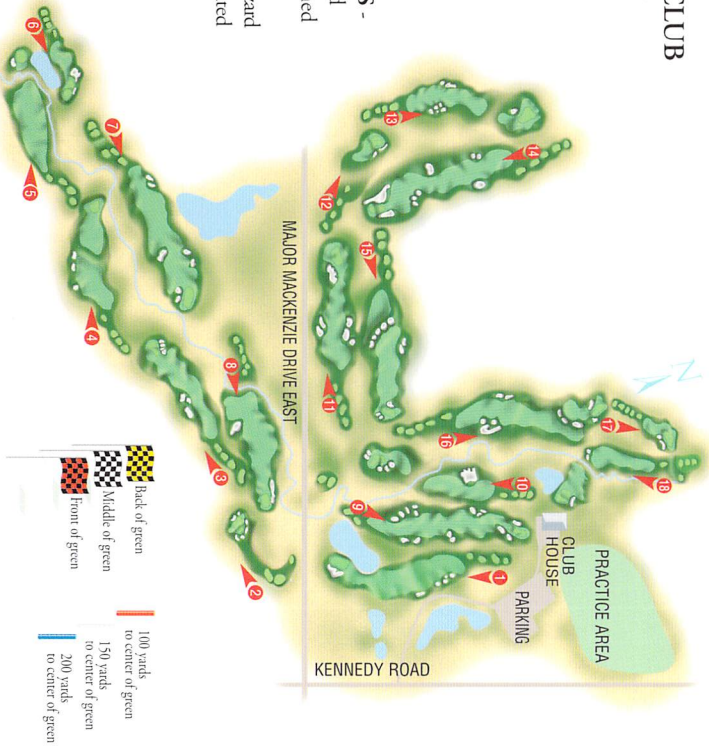 CLUB
S -
d
ned
zard
ated
6
7
5
4
3
8
2
13
14
12
15
11
16
17
18
10
9
1
MAJOR MACKENZIE DRIVE EAST
KENNEDY ROAD
CLUB
HOUSE
PARKING
PRACTICE AREA
N
Back of green
Middle of green
Front of green
100 yards
to center of green
150 yards
to center of green
200 yards
to center of green